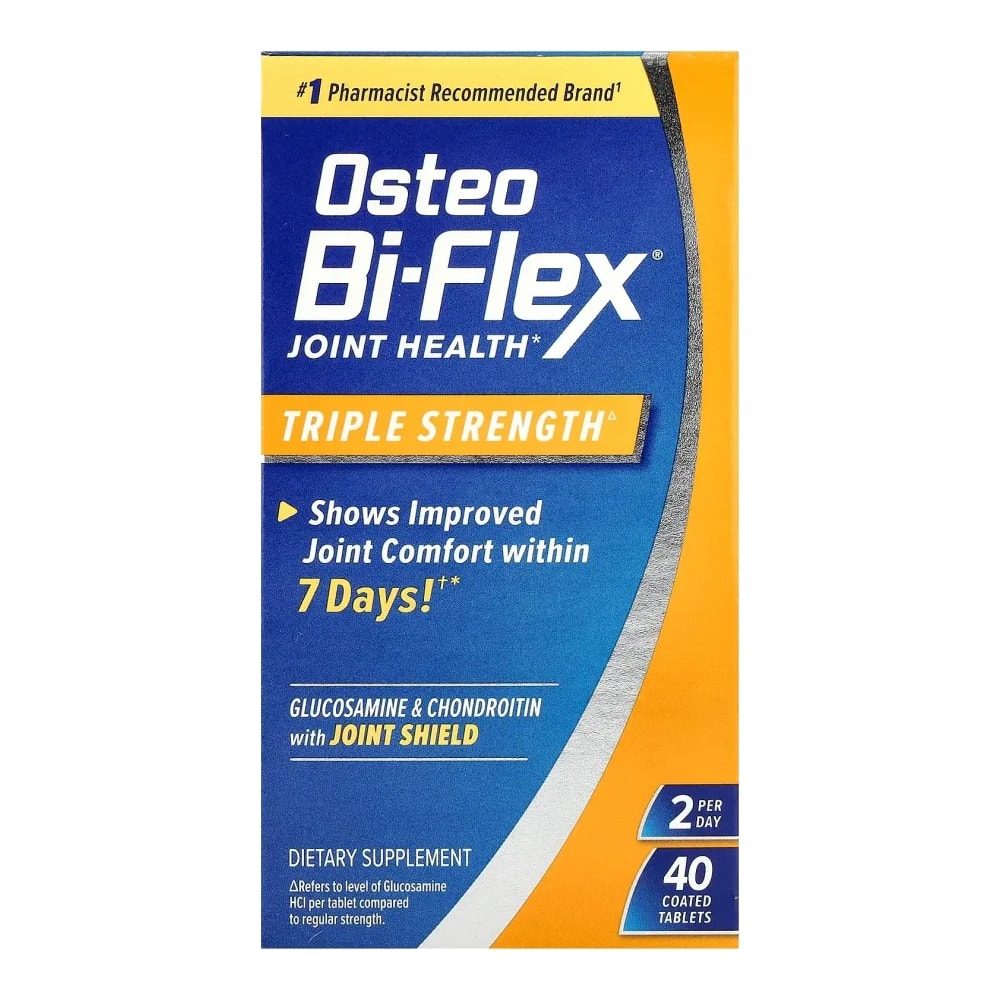 #1 Pharmacist Recommended Brand¹
Osteo
Bi-Flex®
JOINT HEALTH*
TRIPLE STRENGTH△
Shows Improved
Joint Comfort within
7 Days!†*
GLUCOSAMINE & CHONDROITIN
with JOINT SHIELD
2 PER
DAY
40
COATED
TABLETS
DIETARY SUPPLEMENT
△Refers to level of Glucosamine
HCl per tablet compared
to regular strength.